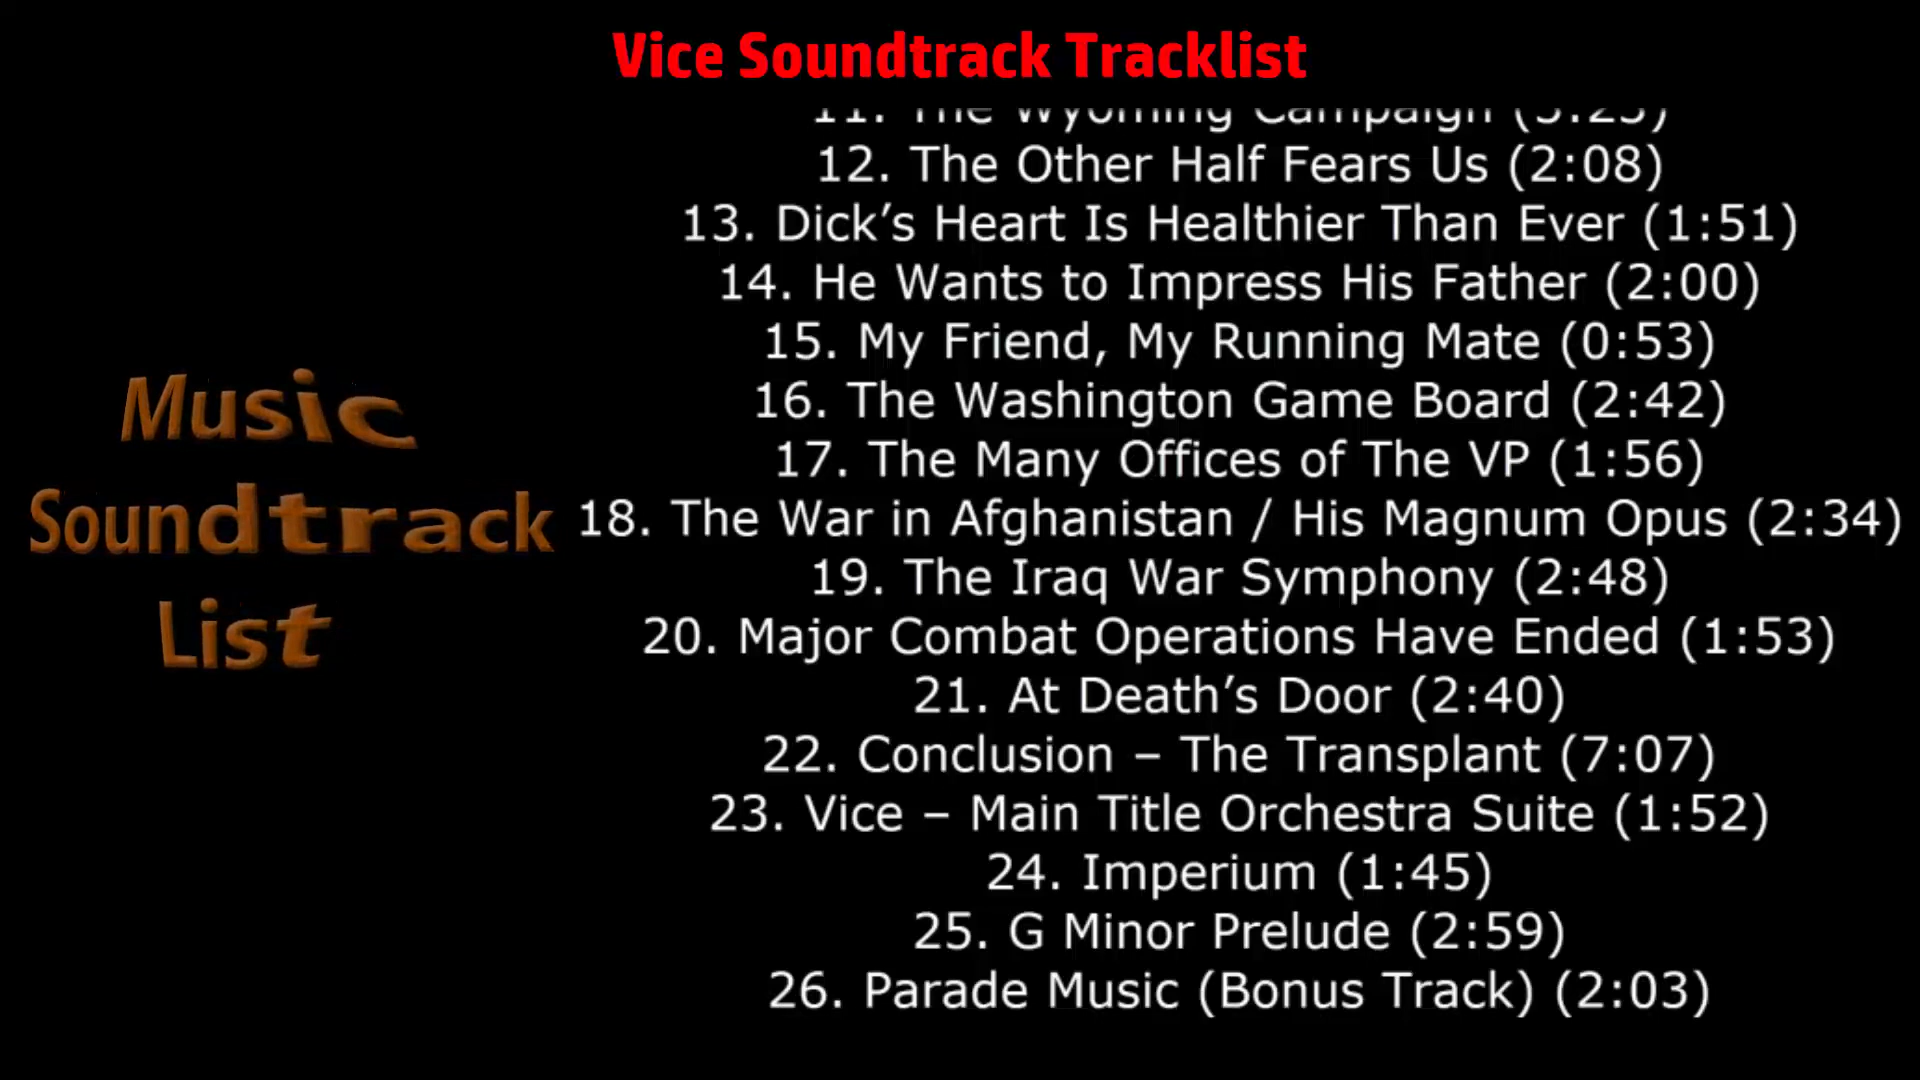 Vice Soundtrack Tracklist
11. The Wyoming Campaign
12. The Other Half Fears Us (2:08)
13. Dick’s Heart Is Healthier Than Ever (1:51)
14. He Wants to Impress His Father (2:00)
15. My Friend, My Running Mate (0:53)
16. The Washington Game Board (2:42)
17. The Many Offices of The VP (1:56)
18. The War in Afghanistan / His Magnum Opus (2:34)
19. The Iraq War Symphony (2:48)
20. Major Combat Operations Have Ended (1:53)
21. At Death’s Door (2:40)
22. Conclusion – The Transplant (7:07)
23. Vice – Main Title Orchestra Suite (1:52)
24. Imperium (1:45)
25. G Minor Prelude (2:59)
26. Parade Music (Bonus Track) (2:03)
Music
Soundtrack
List